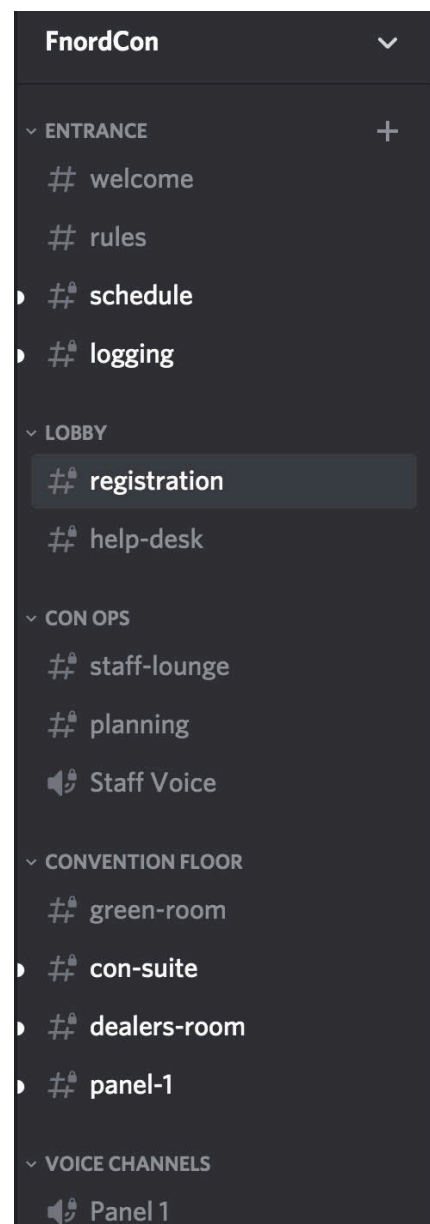 FnordCon
ENTRANCE
welcome
rules
schedule
logging
LOBBY
registration
help-desk
CON OPS
staff-lounge
planning
Staff Voice
CONVENTION FLOOR
green-room
con-suite
dealers-room
panel-1
VOICE CHANNELS
Panel 1